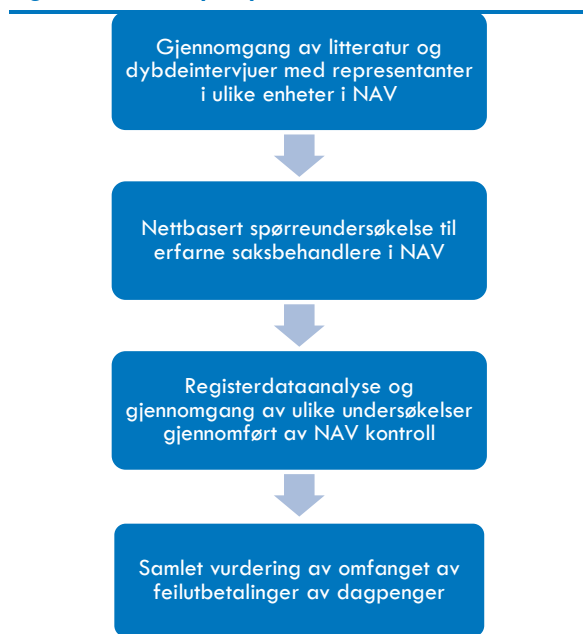 Gjennomgang av litteratur og
dybdeintervjuer med representanter
i ulike enheter i NAV
Nettbasert spørreundersøkelse til
erfarne saksbehandlere i NAV
Registerdataanalyse og
gjennomgang av ulike undersøkelser
gjennomført av NAV kontroll
Samlet vurdering av omfanget av
feilutbetalinger av dagpenger